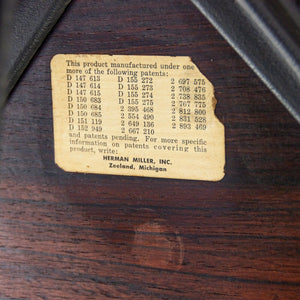 This product manufactured under one
more of the following patents:
D 147 613 D 155 272 2 697 575
D 147 614 D 155 273 2 708 476
D 147 617 D 155 274 2 738 835
D 150 683 D 155 275 2 767 775
D 150 684 2 395 468 2 812 800
D 150 685 2 554 490 2 831 528
D 151 119 2 649 136 2 893 469
D 152 949 2 667 210
and patents pending. For more specific
information on patents covering this
product, write:
HERMAN MILLER, INC.
Zeeland, Michigan